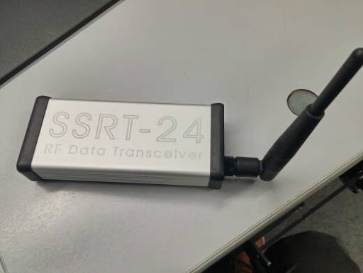 SSRT-24
RF Data Transceiver